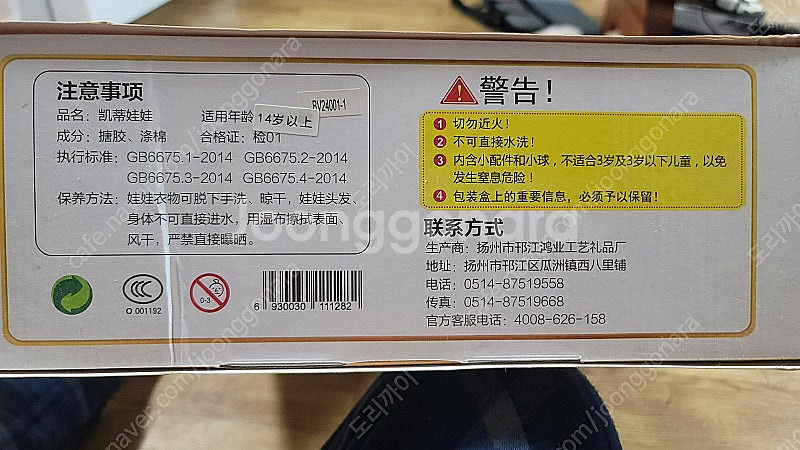 注意事项
品名：凯蒂娃娃
适用年龄
14岁以上
BV24001-1
成分：搪胶、涤棉
合格证：检01
执行标准：GB6675.1-2014 GB6675.2-2014
GB6675.3-2014 GB6675.4-2014
保养方法：娃娃衣物可脱下手洗、晾干，娃娃头发、
身体不可直接进水，用湿布擦拭表面、
风干，严禁直接曝晒。
O 001192
0-3
6 930030 111282
警告！
1 切勿近火！
2 不可直接水洗！
3 内含小配件和小球，不适合3岁及3岁以下儿童，以免
发生窒息危险！
4 包装盒上的重要信息，必须予以保留！
联系方式
生产商：扬州市邗江鸿业工艺礼品厂
地址：扬州市邗江区瓜洲镇西八里铺
电话：0514-87519558
传真：0514-87519668
官方客服电话：4008-626-158
joonggonara
cafe.naver.com/joonggonara
도리까이